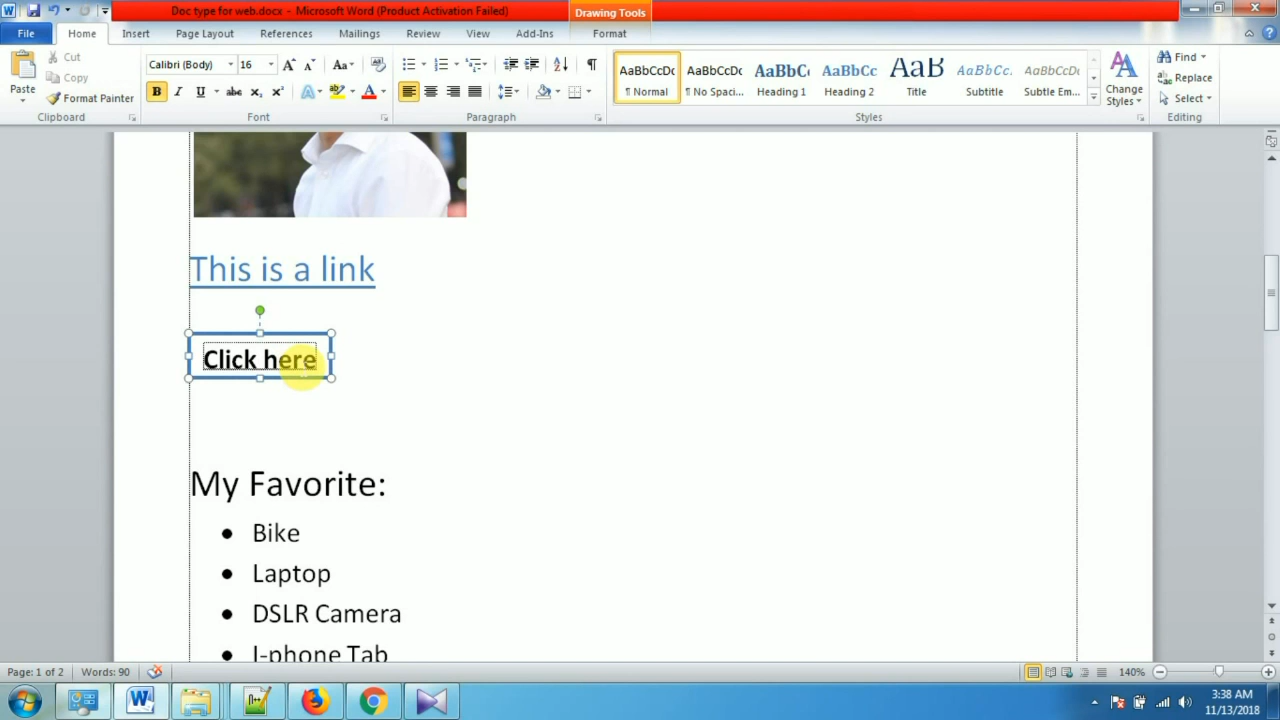 Doc type for web.docx - Microsoft Word (Product Activation Failed)
Drawing Tools
File Home Insert Page Layout References Mailings Review View Add-Ins Format
Paste
Cut
Copy
Format Painter
Clipboard
Calibri (Body) 16
Font
Paragraph
AaBbCcDc AaBbCcDc AaBbC AaBbCc AaB AaBbCc. AaBbCcDc
¶ Normal ¶ No Spaci... Heading 1 Heading 2 Title Subtitle Subtle Em...
Change Styles
Styles
Find
Replace
Select
Editing
This is a link
Click here
My Favorite:
• Bike
• Laptop
• DSLR Camera
• I-phone Tab
Page: 1 of 2 Words: 90 140%
3:38 AM
11/13/2018